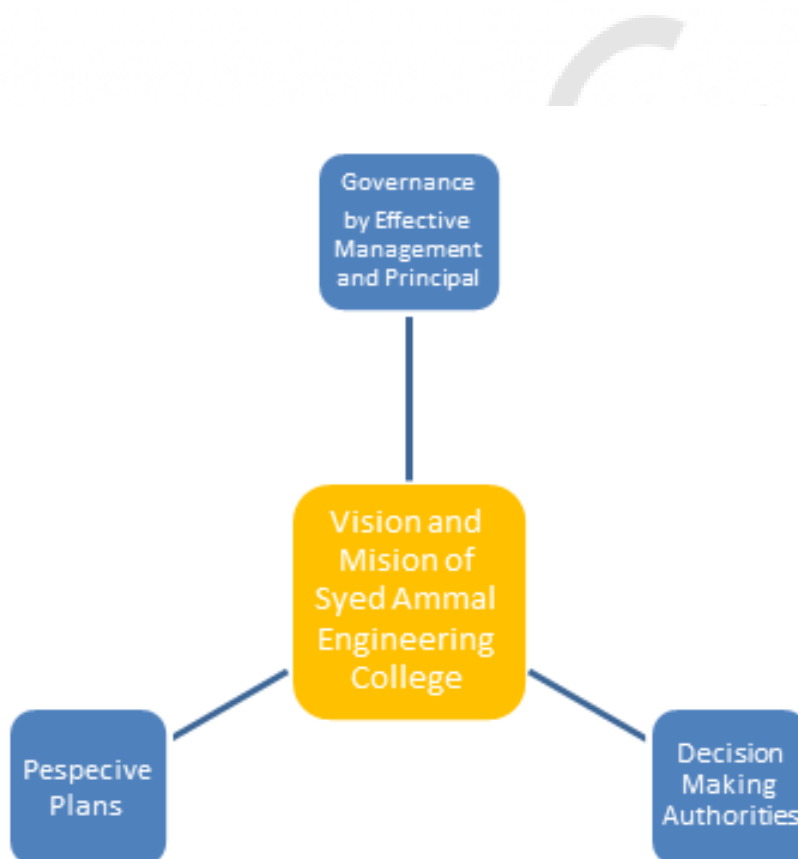 Governance
by Effective
Management
and Principal
Vision and
Mision of
Syed Ammal
Engineering
College
Pespecive
Plans
Decision
Making
Authorities